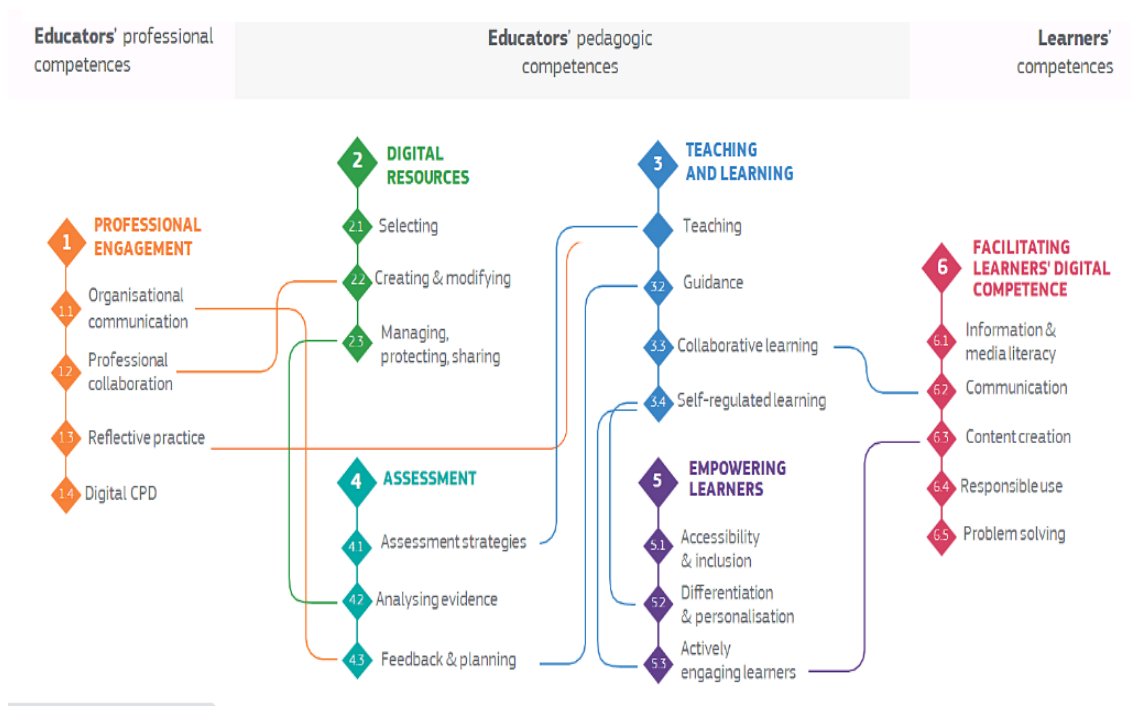 Educators' professional
competences
Educators' pedagogic
competences
Learners'
competences
1
PROFESSIONAL
ENGAGEMENT
1.1
Organisational
communication
1.2
Professional
collaboration
1.3
Reflective practice
1.4
Digital CPD
2
DIGITAL
RESOURCES
2.1
Selecting
2.2
Creating & modifying
2.3
Managing,
protecting, sharing
3
TEACHING
AND LEARNING
Teaching
3.2
Guidance
3.3
Collaborative learning
3.4
Self-regulated learning
4
ASSESSMENT
4.1
Assessment strategies
4.2
Analysing evidence
4.3
Feedback & planning
5
EMPOWERING
LEARNERS
5.1
Accessibility
& inclusion
5.2
Differentiation
& personalisation
5.3
Actively
engaging learners
6
FACILITATING
LEARNERS' DIGITAL
COMPETENCE
6.1
Information &
media literacy
6.2
Communication
6.3
Content creation
6.4
Responsible use
6.5
Problem solving